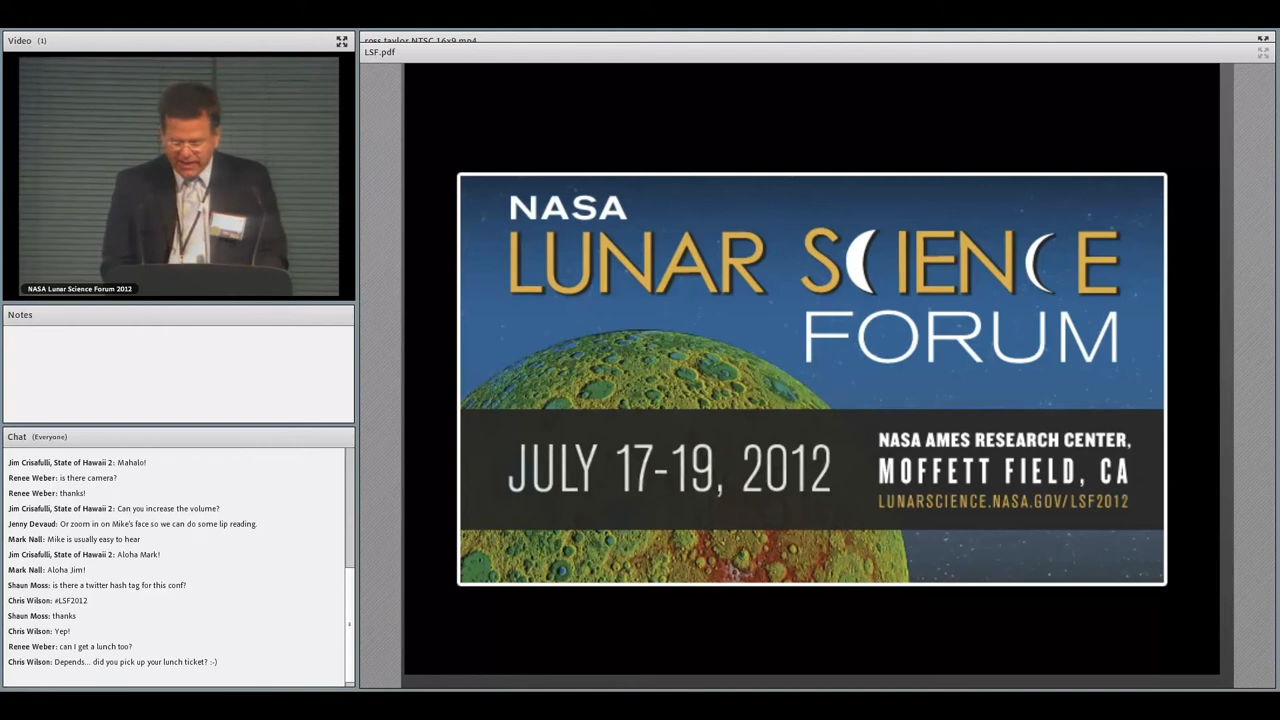 Video (1)
NASA Lunar Science Forum 2012
Notes
Chat (Everyone)
Jim Crisafulli, State of Hawaii 2: Mahalo!
Renee Weber: is there camera?
Renee Weber: thanks!
Jim Crisafulli, State of Hawaii 2: Can you increase the volume?
Jenny Devaud: Or zoom in on Mike's face so we can do some lip reading.
Mark Nall: Mike is usually easy to hear
Jim Crisafulli, State of Hawaii 2: Aloha Mark!
Mark Nall: Aloha Jim!
Shaun Moss: is there a twitter hash tag for this conf?
Chris Wilson: #LSF2012
Shaun Moss: thanks
Chris Wilson: Yep!
Renee Weber: can I get a lunch too?
Chris Wilson: Depends... did you pick up your lunch ticket? :-)
ross taylor NTSC 16x9.mp4
LSF.pdf
NASA
LUNAR SCIENCE
FORUM
JULY 17-19, 2012
NASA AMES RESEARCH CENTER,
MOFFETT FIELD, CA
LUNARSCIENCE.NASA.GOV/LSF2012